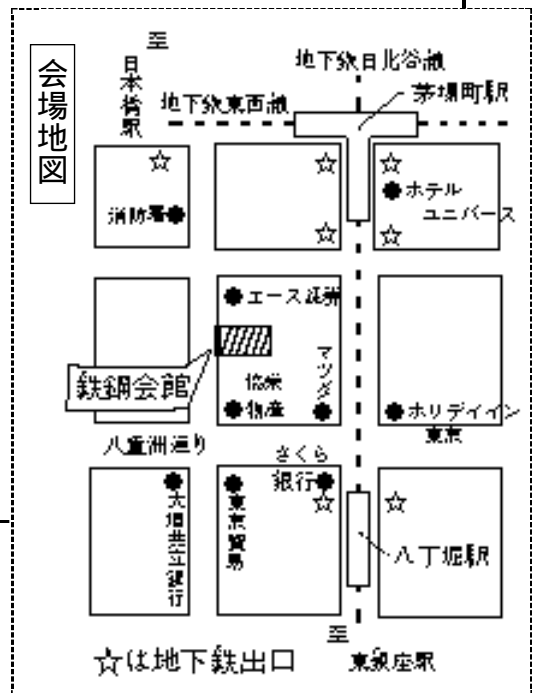 会場地図
至
日本橋駅
地下鉄日比谷線
地下鉄東西線
茅場町駅
消防署
ホテル
ユニバース
エース証券
鉄鋼会館
マツダ
協栄
物産
ホリデイイン
東京
八重洲通り
さくら
銀行
大垣共立銀行
東京貿易
八丁堀駅
至
東銀座駅
☆は地下鉄出口